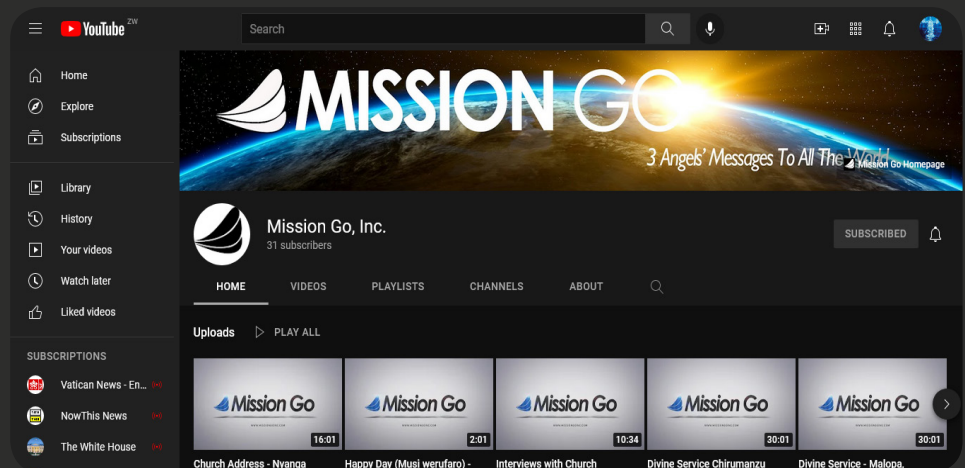 YouTube ZW
Search
Home
Explore
Subscriptions
Library
History
Your videos
Watch later
Liked videos
SUBSCRIPTIONS
Vatican News - En...
NowThis News
The White House
MISSION GO
3 Angels' Messages To All The World
Mission Go Homepage
Mission Go, Inc.
31 subscribers
SUBSCRIBED
HOME VIDEOS PLAYLISTS CHANNELS ABOUT
Uploads PLAY ALL
Mission Go Mission Go Mission Go Mission Go Mission Go
16:01 2:01 10:34 30:01 30:01
Church Address - Nyanga Happy Day (Musi werufaro) - Interviews with Church Divine Service Chirumanzu Divine Service - Malopa,